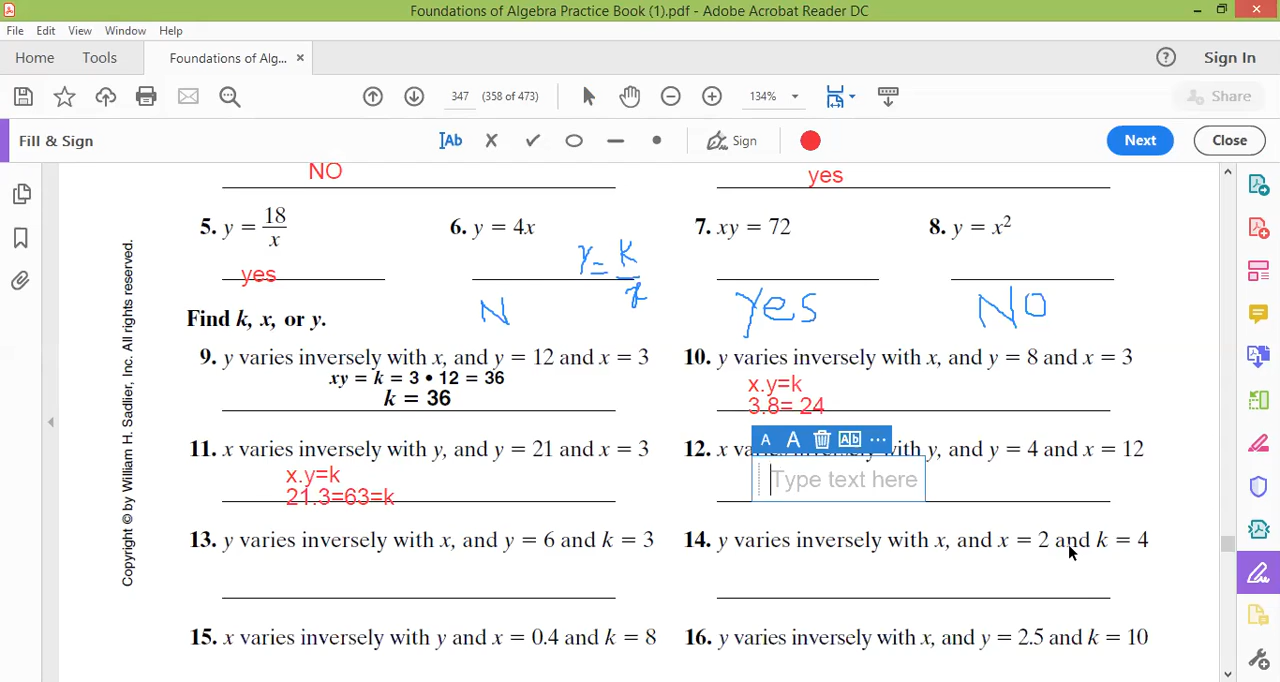 Foundations of Algebra Practice Book (1).pdf - Adobe Acrobat Reader DC
File Edit View Window Help
Home Tools Foundations of Alg... × Sign In
347 (358 of 473) 134% Share
Fill & Sign Ab Sign Next Close
NO yes
5. y = 18/x 6. y = 4x 7. xy = 72 8. y = x²
y = k/x
yes
N yes NO
Find k, x, or y.
9. y varies inversely with x, and y = 12 and x = 3
xy = k = 3 • 12 = 36
k = 36
10. y varies inversely with x, and y = 8 and x = 3
x.y=k
3.8= 24
11. x varies inversely with y, and y = 21 and x = 3
x.y=k
21.3=63=k
12. x with y, and y = 4 and x = 12
A A Ab ...
Type text here
13. y varies inversely with x, and y = 6 and k = 3
14. y varies inversely with x, and x = 2 and k = 4
15. x varies inversely with y and x = 0.4 and k = 8
16. y varies inversely with x, and y = 2.5 and k = 10
Copyright © by William H. Sadlier, Inc. All rights reserved.